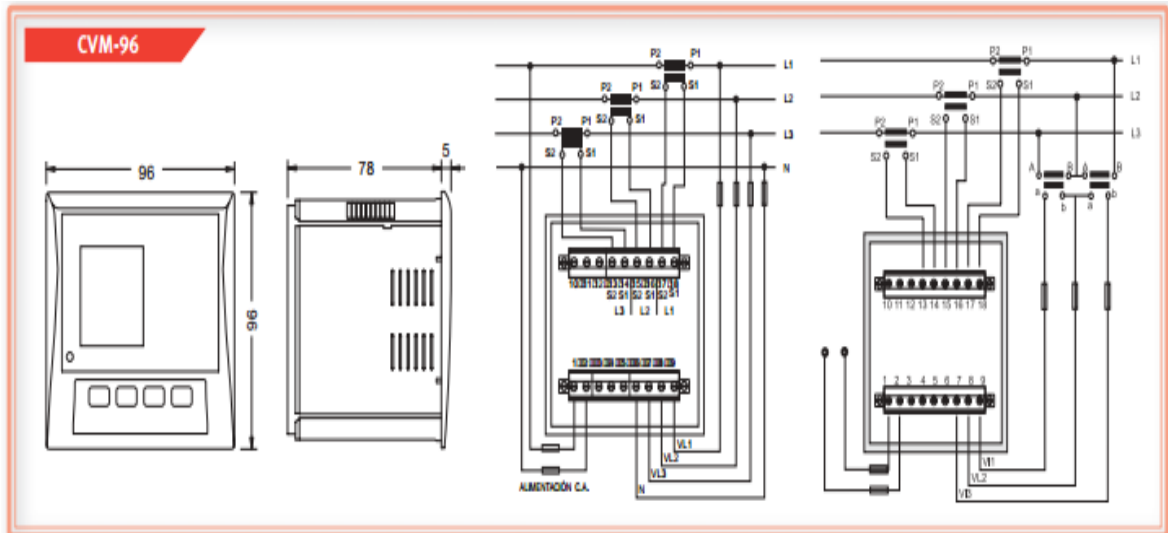 CVM-96
96
96
78
5
P2 P1 L1
S2 S1
P2 P1 L2
S2 S1
P2 P1 L3
S2 S1
N
S2 S1 S2 S1 S2 S1
L3 L2 L1
VL1
VL2
VL3
N
ALIMENTACIÓN C.A.
P2 P1 L1
S2 S1
P2 P1 L2
S2 S1
P2 P1 L3
S2 S1
A B A B
a b a b
10 11 12 13 14 15 16 17 18
1 2 3 4 5 6 7 8 9
Vl1
VL2
Vl3